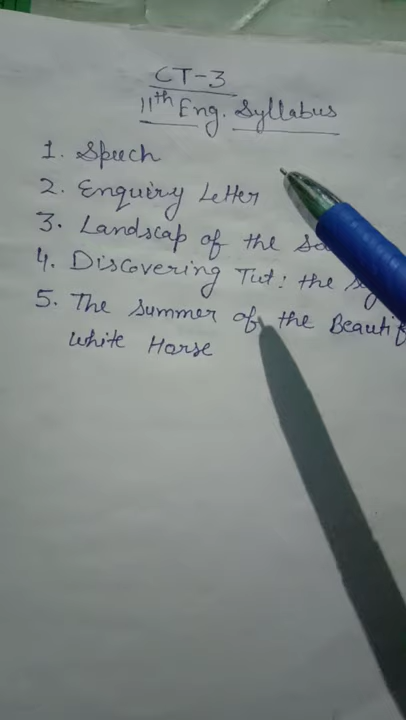 CT-3
11th Eng. Syllabus
1. Speech
2. Enquiry Letter
3. Landscap of the
4. Discovering Tut: the
5. The Summer of the Beautif
White Horse